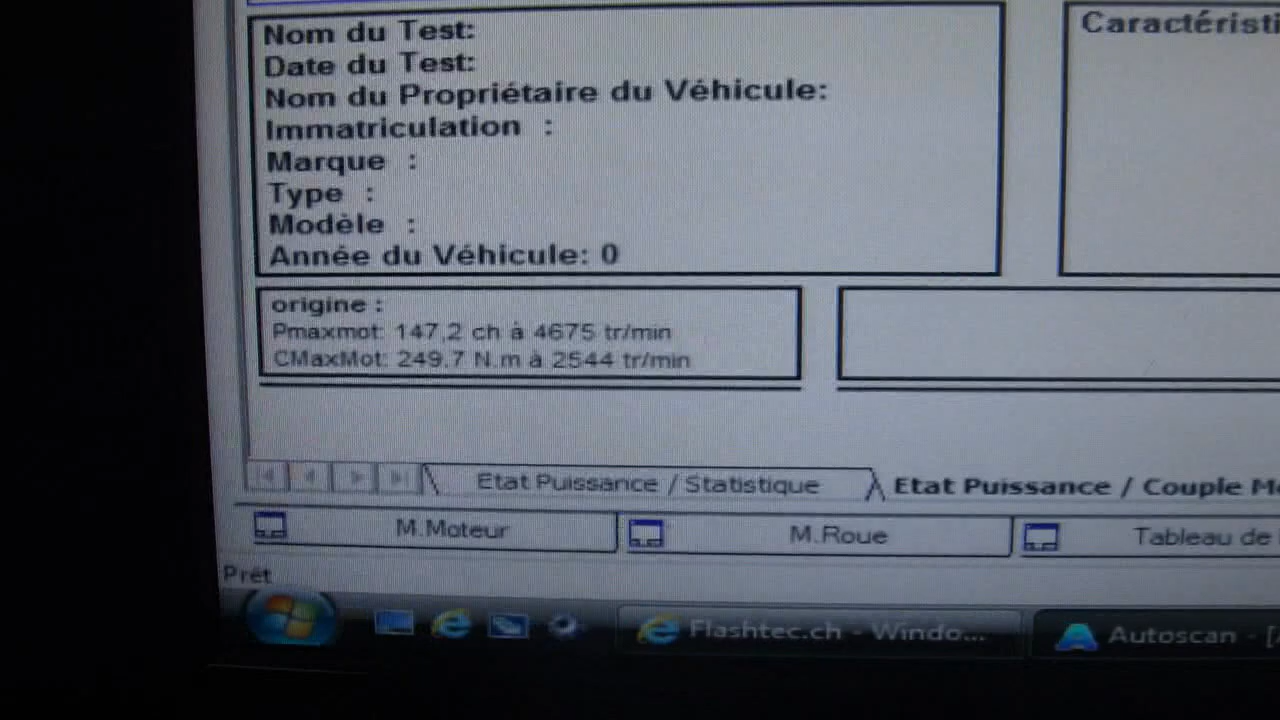 Nom du Test:
Date du Test:
Nom du Propriétaire du Véhicule:
Immatriculation :
Marque :
Type :
Modèle :
Année du Véhicule: 0
Caractéristi
origine :
Pmaxmot: 147,2 ch à 4675 tr/min
CMaxMot: 249,7 N.m à 2544 tr/min
Etat Puissance / Statistique
Etat Puissance / Couple M
M.Moteur
M.Roue
Tableau de
Prêt
Flashtec.ch - Windo...
Autoscan - [